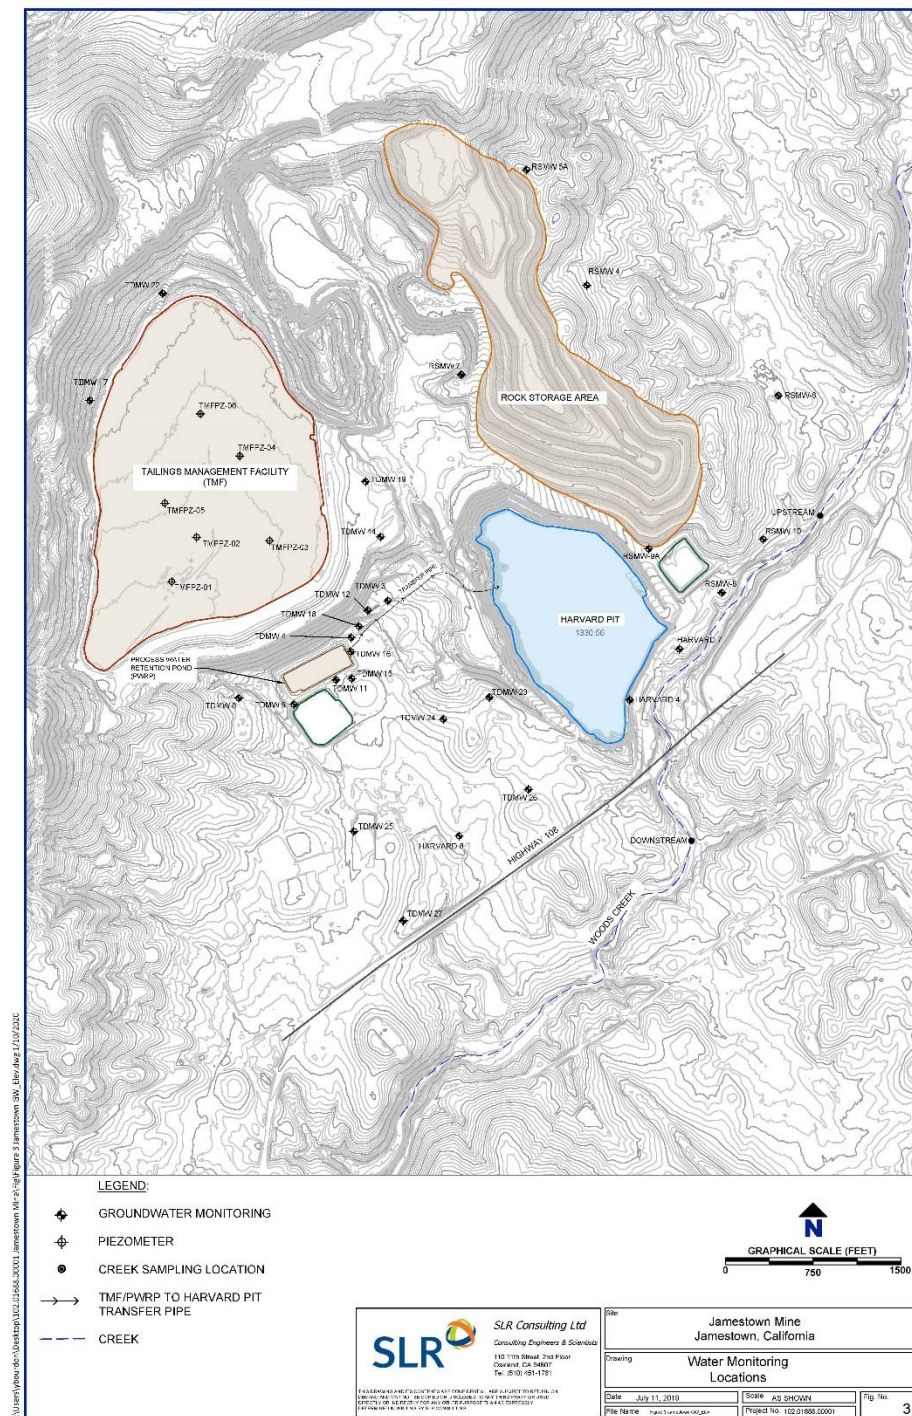 RSMW 5A
RSMW 4
TDMW 22
RSMW 7
TDMW 17
RSMW-6
ROCK STORAGE AREA
TMFPZ-06
TMFPZ-04
TAILINGS MANAGEMENT FACILITY
(TMF)
TDMW 19
TMFPZ-05
UPSTREAM
TDMW 14
TMFPZ-02
TMFPZ-03
RSMW 10
RSMW-9A
TMFPZ-01
TRANSFER PIPE
TDMW 3
TDMW 12
RSMW-8
TDMW 18
HARVARD PIT
1330.56
TDMW 4
HARVARD 7
TDMW 16
PROCESS WATER
RETENTION POND
(PWRP)
TDMW 15
TDMW 11
TDMW 23
HARVARD 4
TDMW 24
TDMW 26
TDMW 25
HARVARD 8
HIGHWAY 108
DOWNSTREAM
TDMW 27
WOODS CREEK
LEGEND:
GROUNDWATER MONITORING
PIEZOMETER
CREEK SAMPLING LOCATION
TMF/PWRP TO HARVARD PIT
TRANSFER PIPE
CREEK
N
GRAPHICAL SCALE (FEET)
0 750 1500
SLR
SLR Consulting Ltd
Consulting Engineers & Scientists
110 11th Street, 2nd Floor
Oakland, CA 94607
Tel: (510) 451-1761
Site
Jamestown Mine
Jamestown, California
Drawing
Water Monitoring
Locations
Date July 11, 2019
Scale AS SHOWN
Fig. No.
3
File Name
Project No. 102.01688.00001